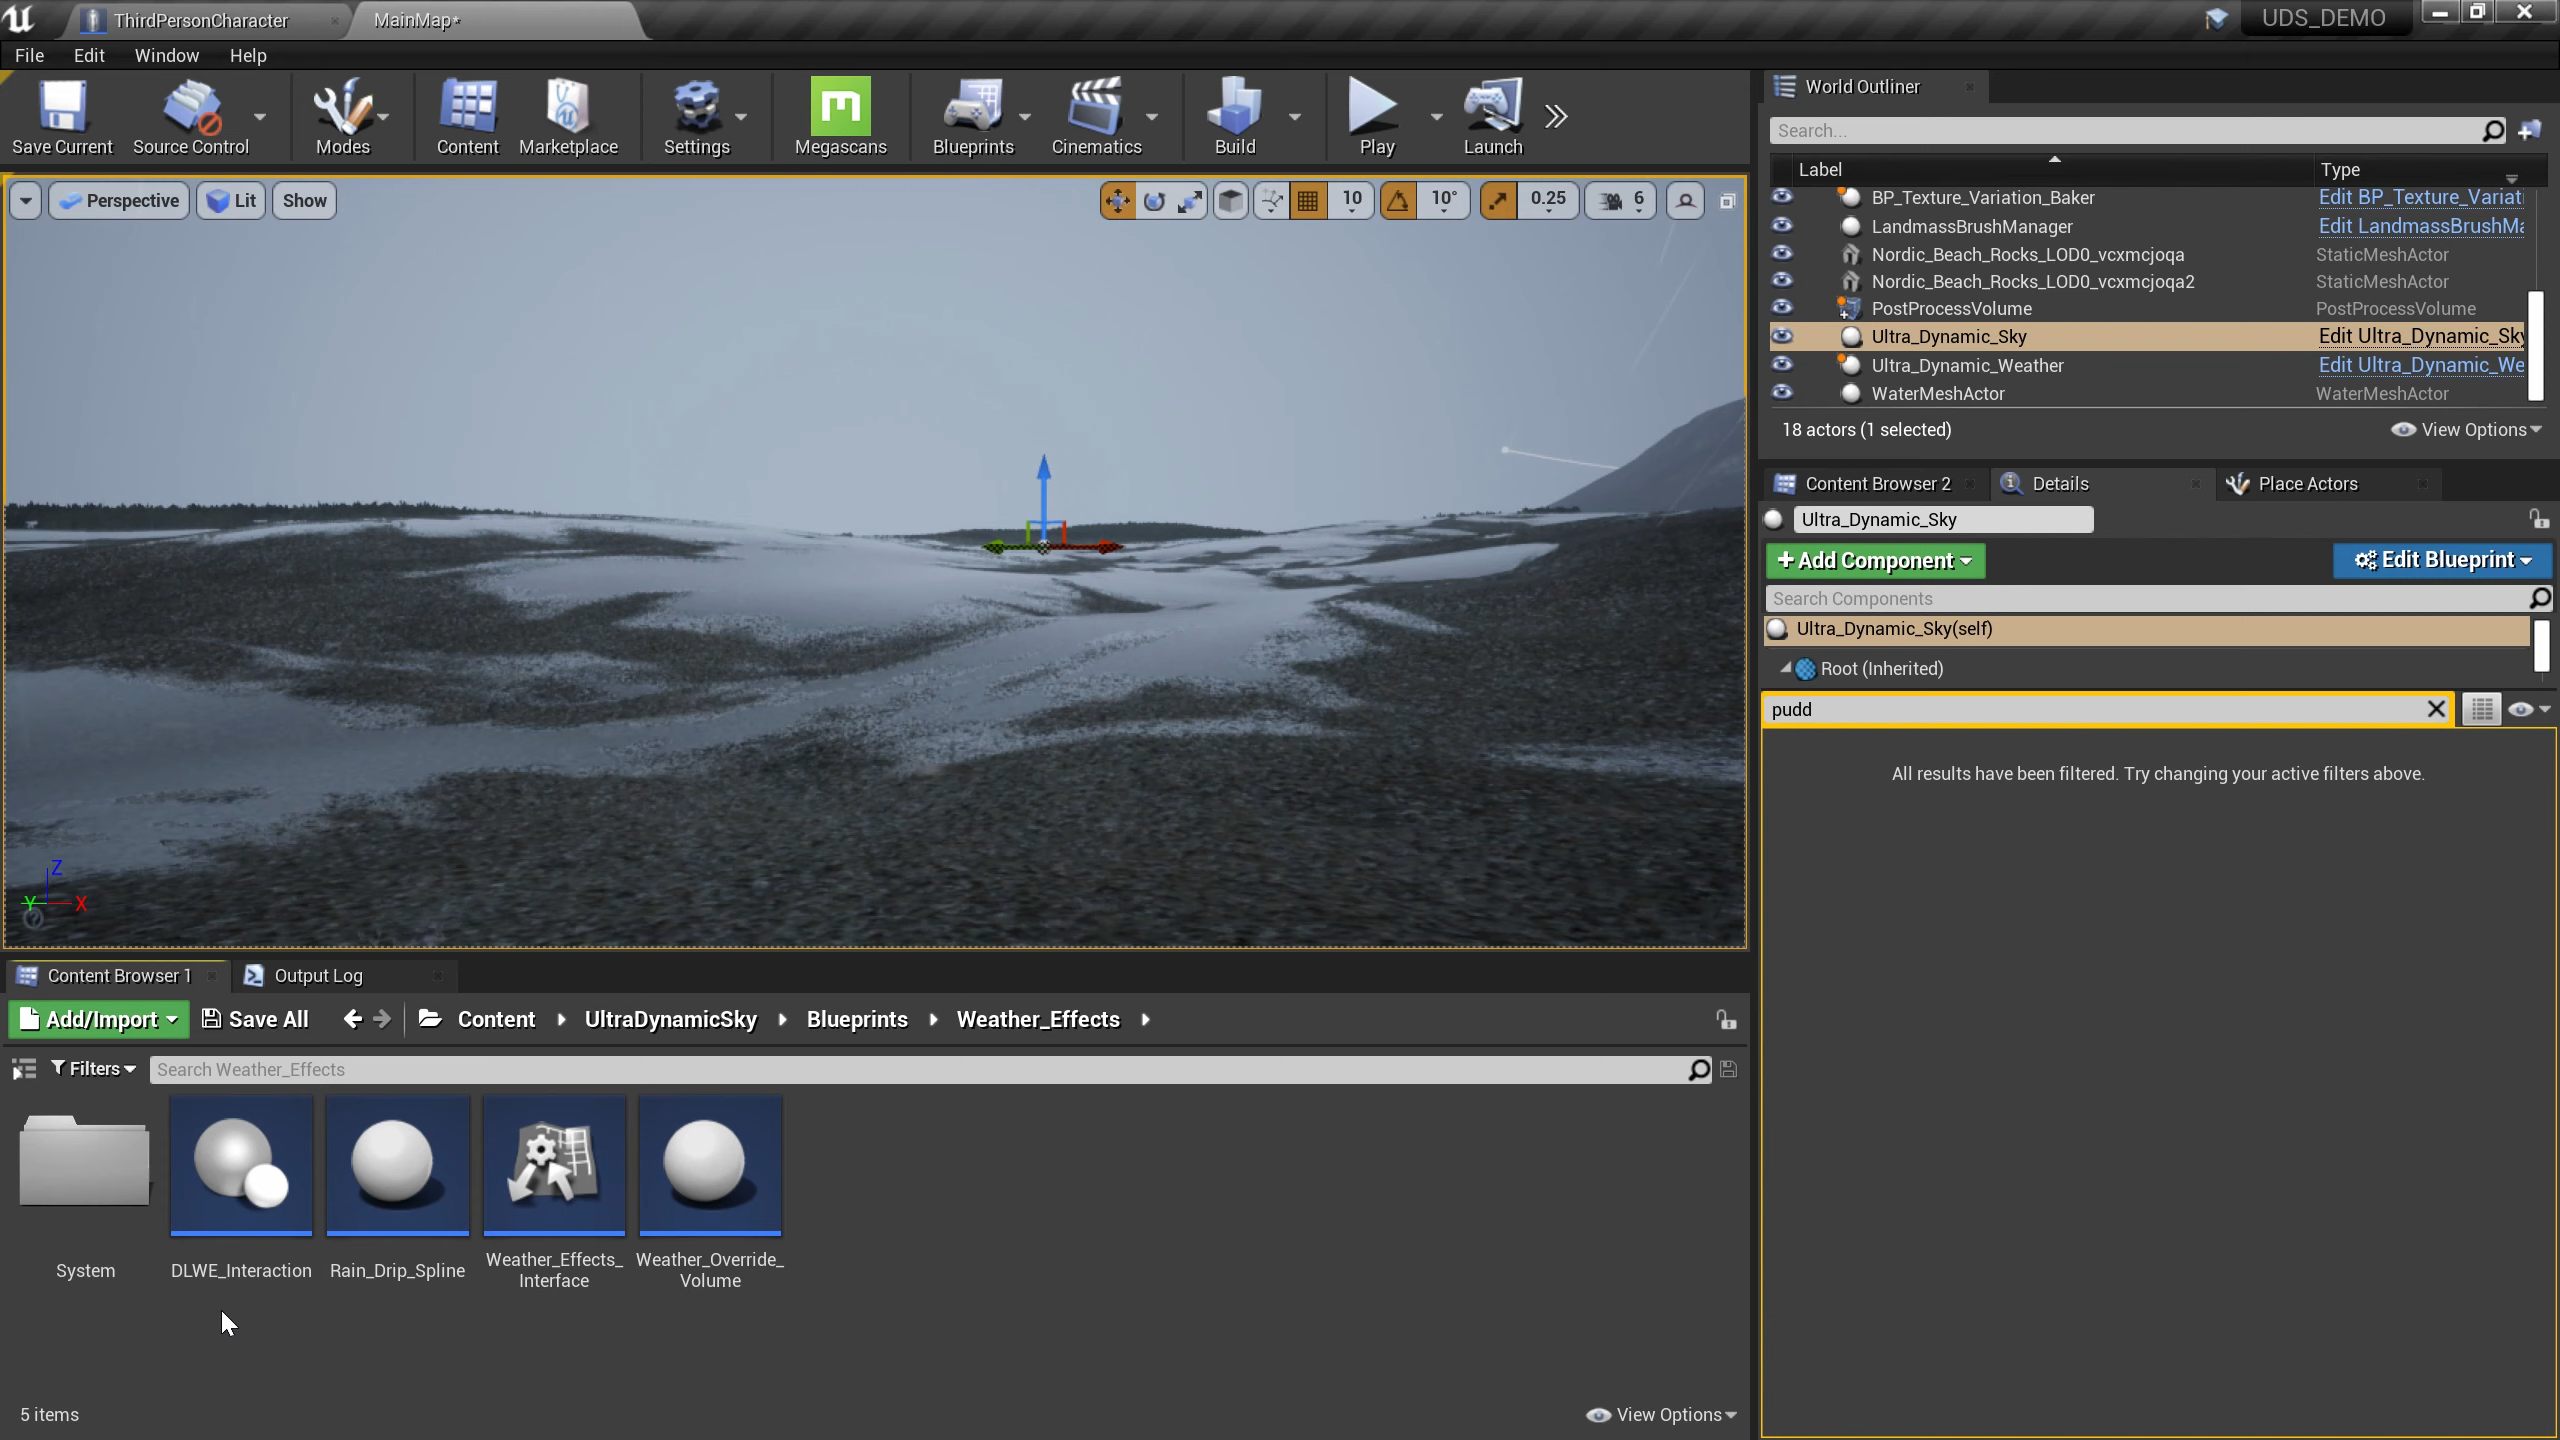 ThirdPersonCharacter
MainMap*
UDS_DEMO
File Edit Window Help
Save Current
Source Control
Modes
Content
Marketplace
Settings
Megascans
Blueprints
Cinematics
Build
Play
Launch
Perspective
Lit
Show
10
10°
0.25
6
Z
Y
X
World Outliner
Search...
Label Type
BP_Texture_Variation_Baker Edit BP_Texture_Variati
LandmassBrushManager Edit LandmassBrushMa
Nordic_Beach_Rocks_LOD0_vcxmcjoqa StaticMeshActor
Nordic_Beach_Rocks_LOD0_vcxmcjoqa2 StaticMeshActor
PostProcessVolume PostProcessVolume
Ultra_Dynamic_Sky Edit Ultra_Dynamic_Sky
Ultra_Dynamic_Weather Edit Ultra_Dynamic_We
WaterMeshActor WaterMeshActor
18 actors (1 selected) View Options
Content Browser 2
Details
Place Actors
Ultra_Dynamic_Sky
+ Add Component
Edit Blueprint
Search Components
Ultra_Dynamic_Sky(self)
Root (Inherited)
pudd
All results have been filtered. Try changing your active filters above.
Content Browser 1
Output Log
Add/Import
Save All
Content UltraDynamicSky Blueprints Weather_Effects
Filters
Search Weather_Effects
System
DLWE_Interaction
Rain_Drip_Spline
Weather_Effects_
Interface
Weather_Override_
Volume
5 items
View Options